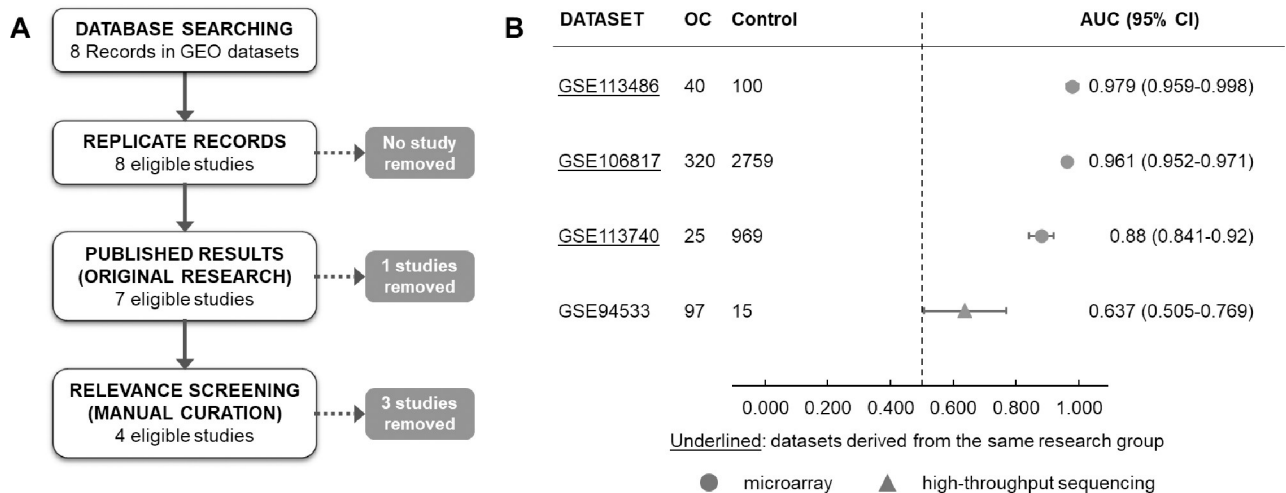 A
DATABASE SEARCHING
8 Records in GEO datasets
REPLICATE RECORDS
8 eligible studies
No study
removed
PUBLISHED RESULTS
(ORIGINAL RESEARCH)
7 eligible studies
1 studies
removed
RELEVANCE SCREENING
(MANUAL CURATION)
4 eligible studies
3 studies
removed
B
DATASET OC Control AUC (95% CI)
GSE113486 40 100 0.979 (0.959-0.998)
GSE106817 320 2759 0.961 (0.952-0.971)
GSE113740 25 969 0.88 (0.841-0.92)
GSE94533 97 15 0.637 (0.505-0.769)
0.000 0.200 0.400 0.600 0.800 1.000
Underlined: datasets derived from the same research group
microarray high-throughput sequencing